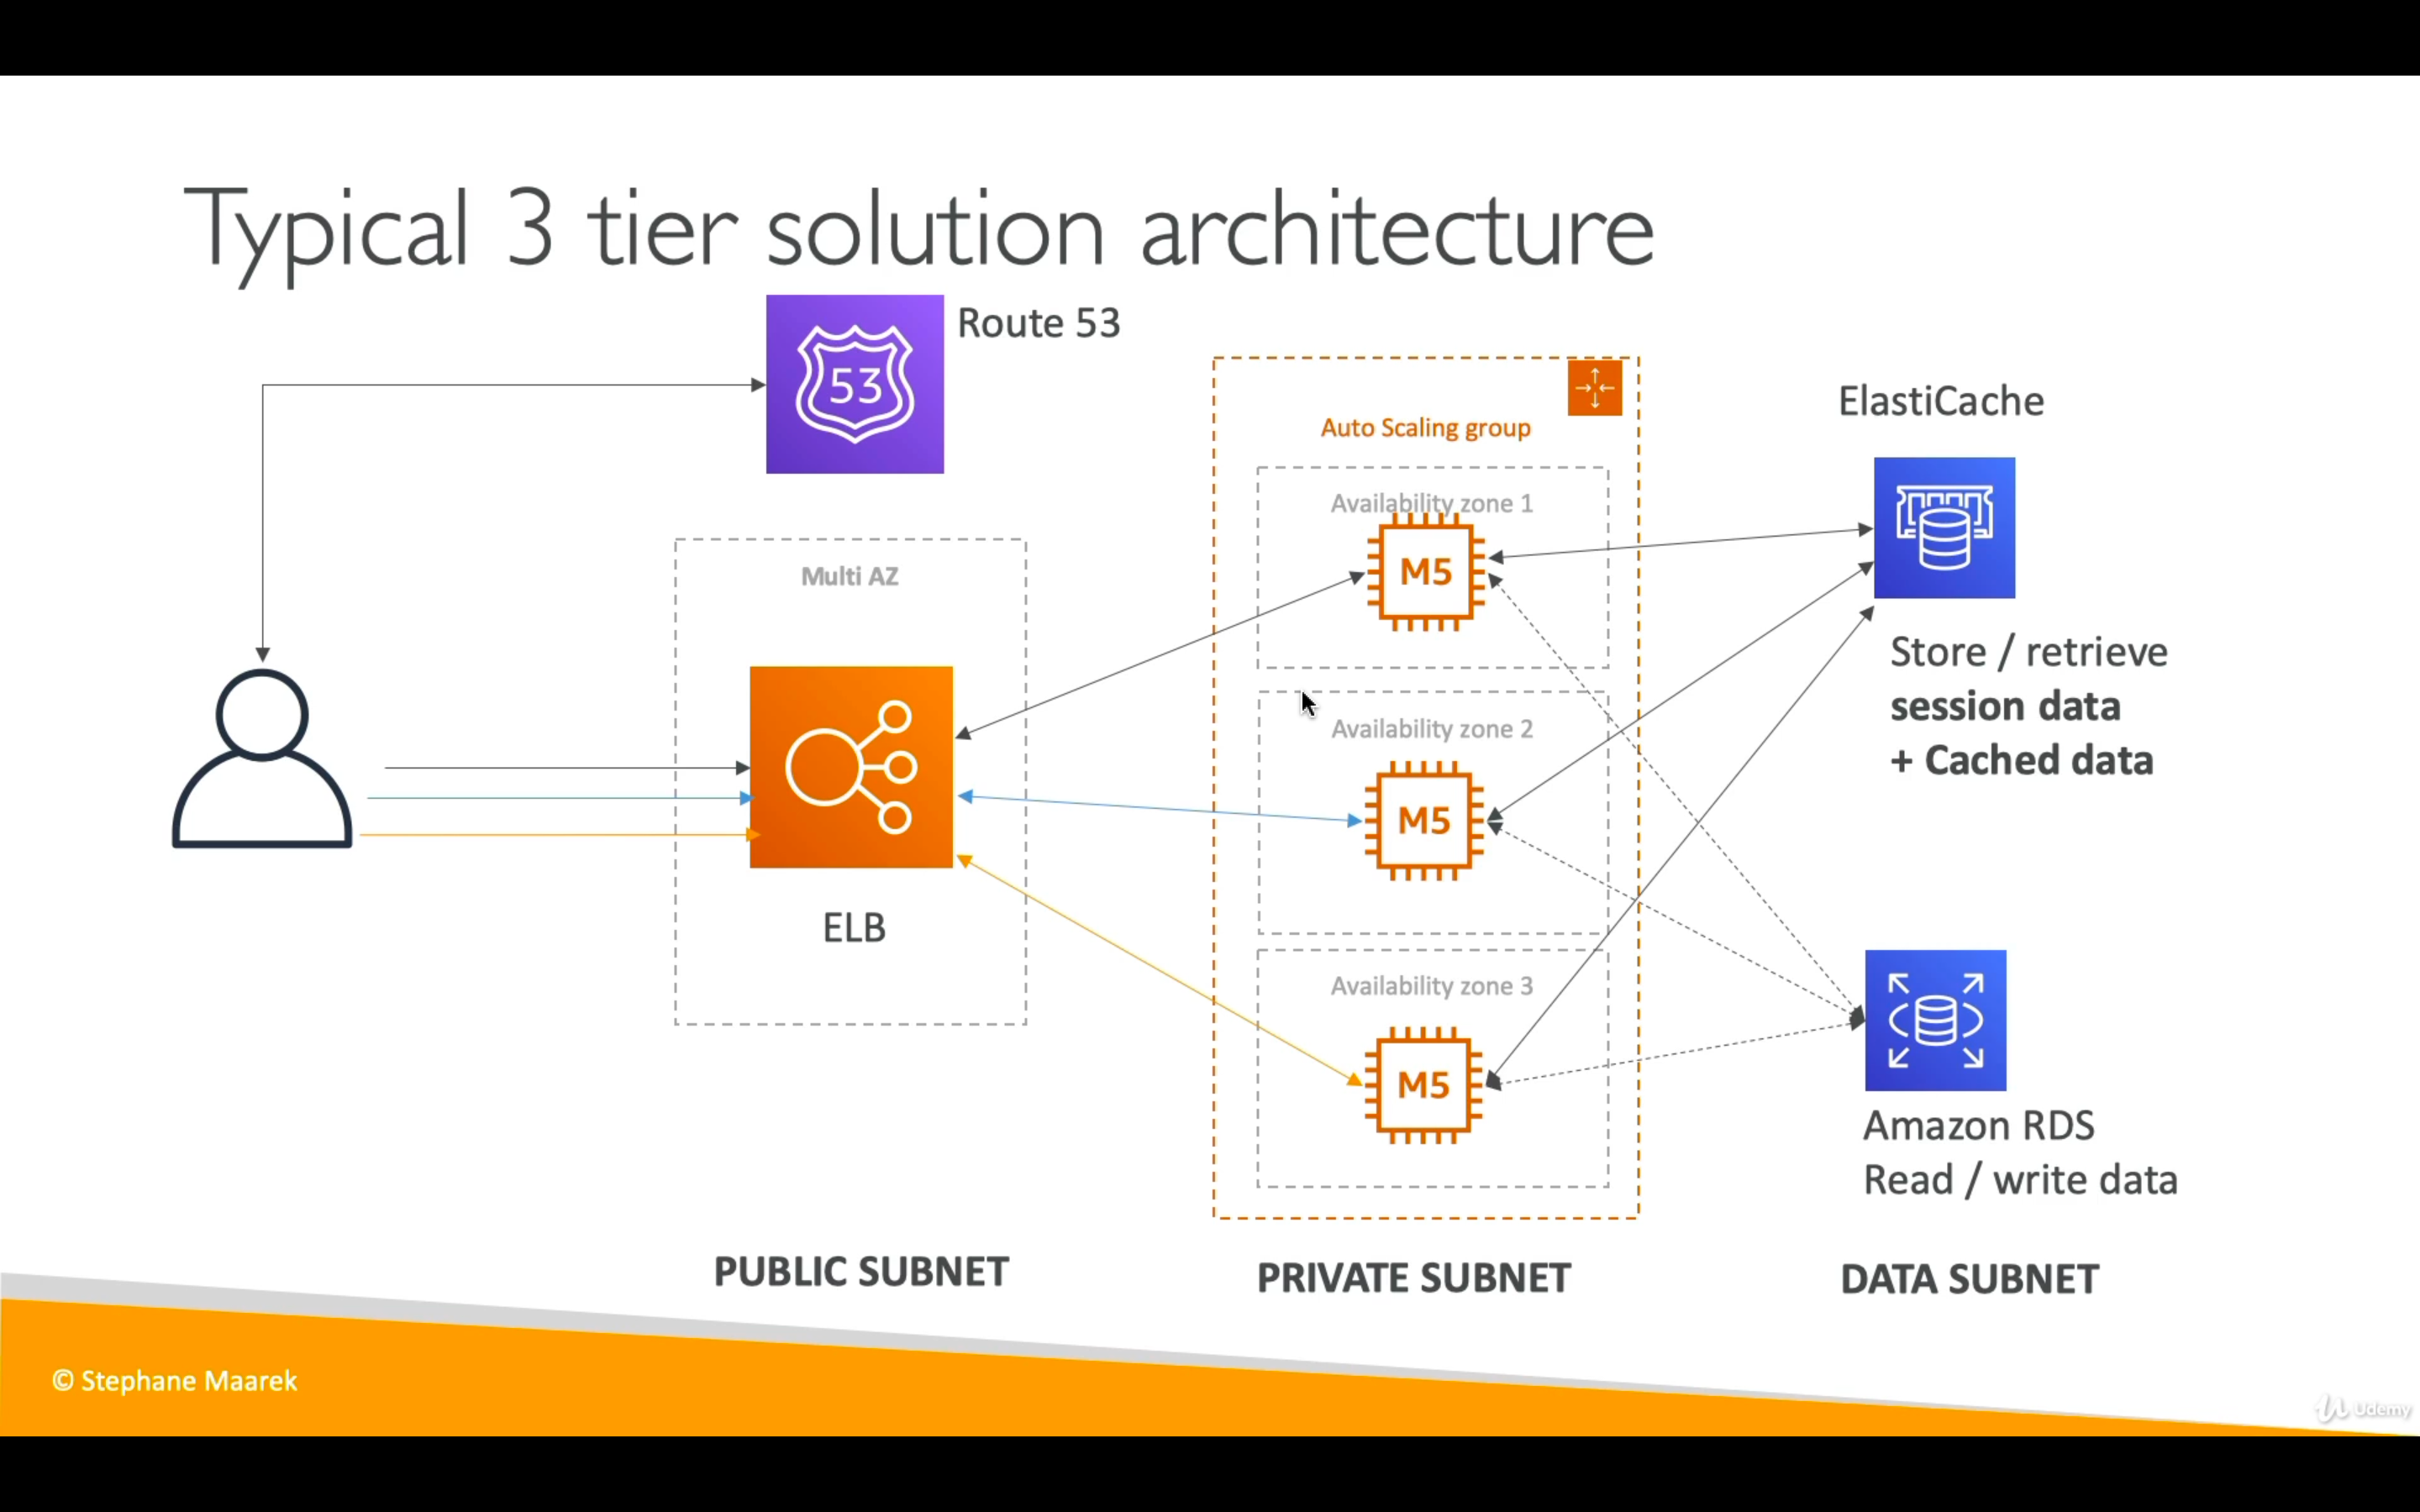 Typical 3 tier solution architecture
Route 53
53
Auto Scaling group
ElastiCache
Availability zone 1
M5
Multi AZ
Store / retrieve
session data
+ Cached data
Availability zone 2
M5
ELB
Availability zone 3
M5
Amazon RDS
Read / write data
PUBLIC SUBNET
PRIVATE SUBNET
DATA SUBNET
© Stephane Maarek
Udemy